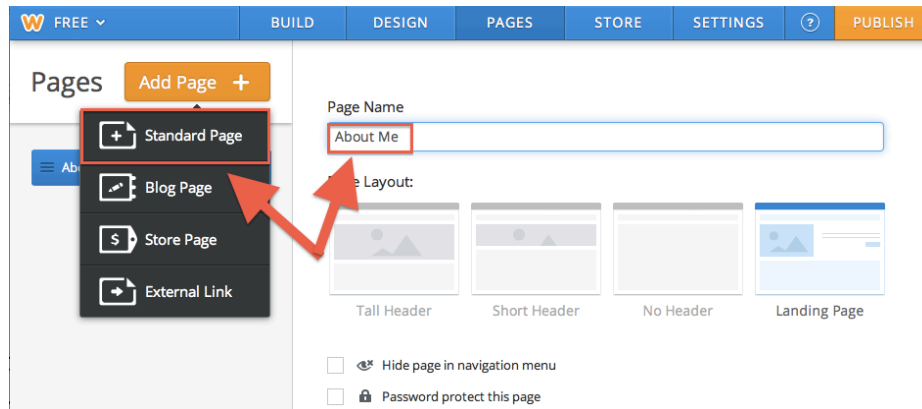 FREE
BUILD
DESIGN
PAGES
STORE
SETTINGS
?
PUBLISH
Pages
Add Page +
Standard Page
Blog Page
Store Page
External Link
Page Name
About Me
Layout:
Tall Header
Short Header
No Header
Landing Page
Hide page in navigation menu
Password protect this page